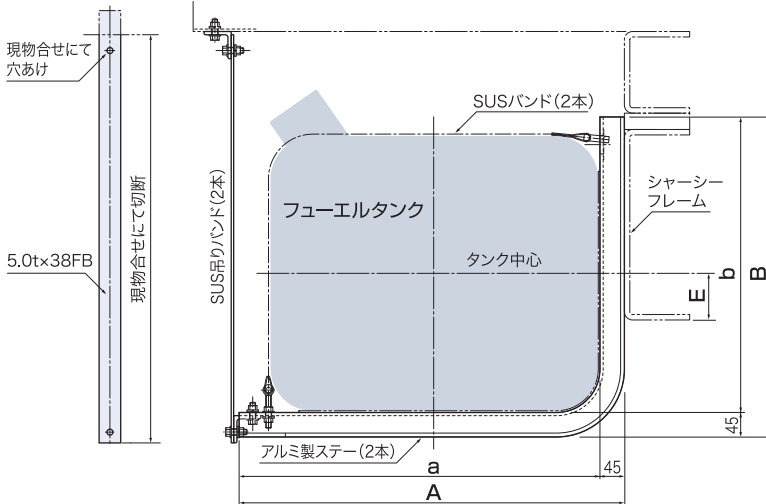 現物合せにて
穴あけ
5.0t×38FB
現物合せにて切断
SUS吊りバンド(2本)
SUSバンド(2本)
フューエルタンク
タンク中心
シャーシー
フレーム
E
b
B
45
アルミ製ステー(2本)
a
45
A